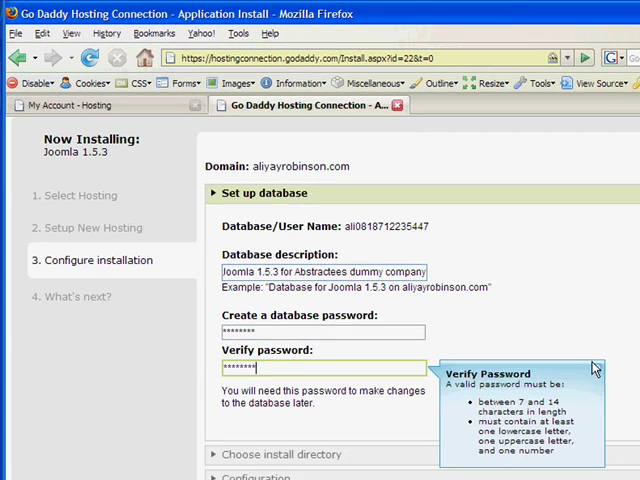 Go Daddy Hosting Connection - Application Install - Mozilla Firefox
File Edit View History Bookmarks Yahoo! Tools Help
https://hostingconnection.godaddy.com/Install.aspx?id=22&t=0
G
Disable▾ Cookies▾ CSS▾ Forms▾ Images▾ Information▾ Miscellaneous▾ Outline▾ Resize▾ Tools▾ View Source▾
My Account - Hosting
Go Daddy Hosting Connection - A...
Now Installing:
Joomla 1.5.3
Domain: aliyayrobinson.com
Set up database
1. Select Hosting
2. Setup New Hosting
3. Configure installation
4. What's next?
Database/User Name: ali0818712235447
Database description:
Joomla 1.5.3 for Abstractees dummy company
Example: "Database for Joomla 1.5.3 on aliyayrobinson.com"
Create a database password:
********
Verify password:
********
You will need this password to make changes
to the database later.
Verify Password
A valid password must be:
• between 7 and 14
characters in length
• must contain at least
one lowercase letter,
one uppercase letter,
and one number
Choose install directory
Configuration